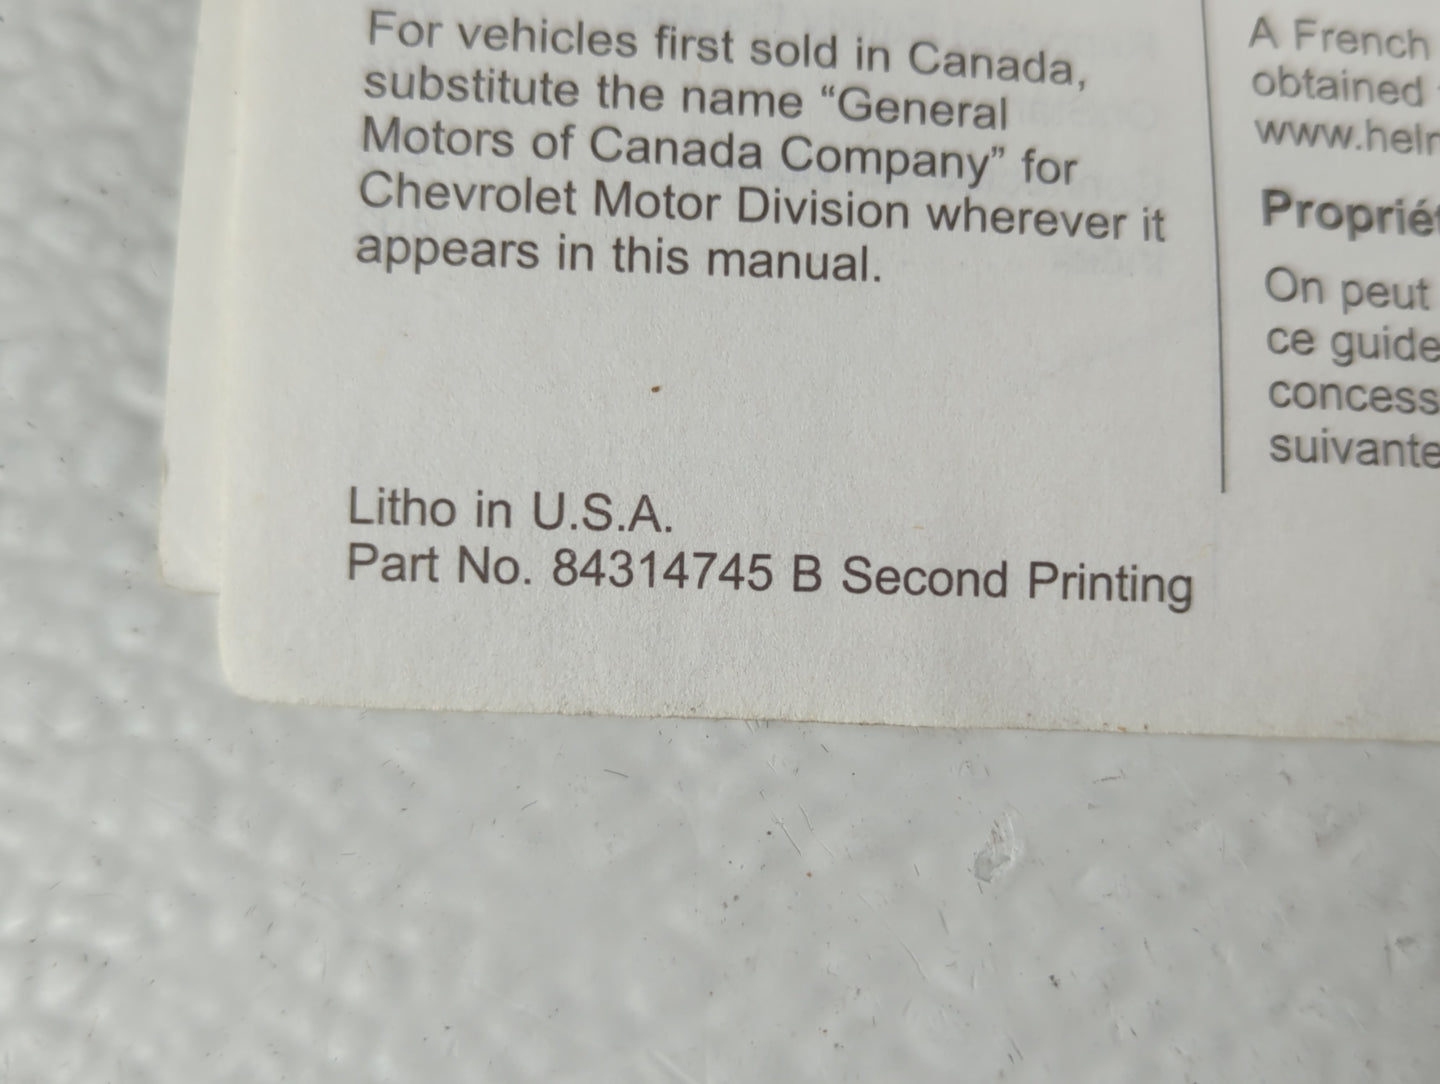 For vehicles first sold in Canada,
substitute the name “General
Motors of Canada Company” for
Chevrolet Motor Division wherever it
appears in this manual.
Litho in U.S.A.
Part No. 84314745 B Second Printing
A French
obtained
www.helm
Propriét
On peut
ce guide
concess
suivante